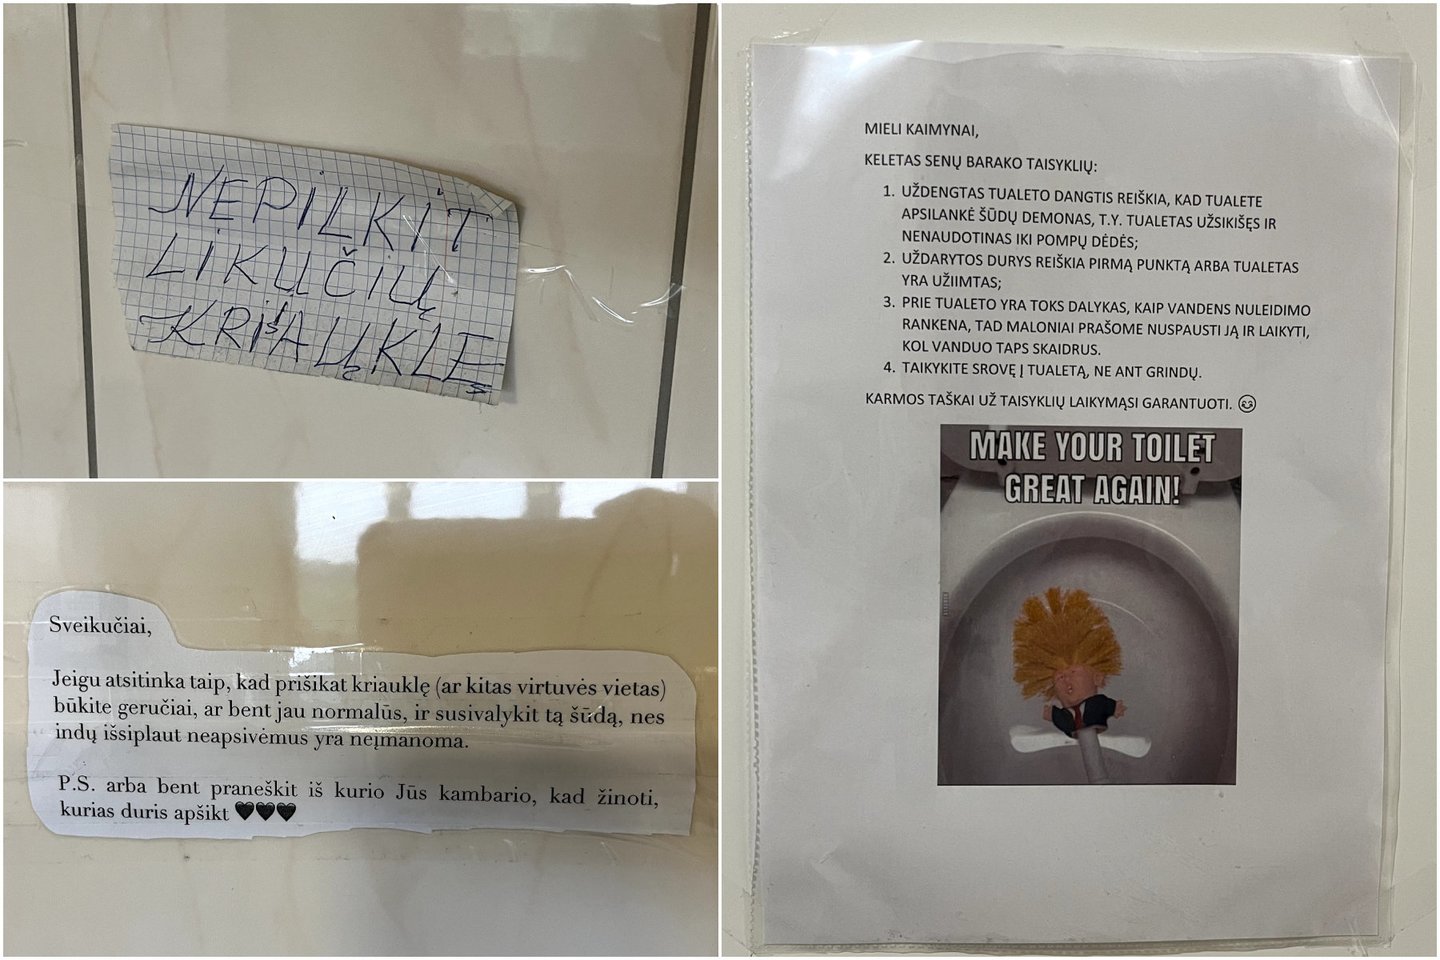 NEPILKIT
LIKUČIŲ
Į
KRIAUKLĘ
Sveikučiai,
Jeigu atsitinka taip, kad prišikat kriauklę (ar kitas virtuvės vietas)
būkite geručiai, ar bent jau normalūs, ir susivalykit tą šūdą, nes
indų išsiplaut neapsivėmus yra neįmanoma.
P.S. arba bent praneškit iš kurio Jūs kambario, kad žinoti,
kurias duris apšikt 🖤🖤🖤
MIELI KAIMYNAI,
KELETAS SENŲ BARAKO TAISYKLIŲ:
1. UŽDENGTAS TUALETO DANGTIS REIŠKIA, KAD TUALETE
APSILANKĖ ŠŪDŲ DEMONAS, T.Y. TUALETAS UŽSIKIŠĘS IR
NENAUDOTINAS IKI POMPŲ DĖDĖS;
2. UŽDARYTOS DURYS REIŠKIA PIRMĄ PUNKTĄ ARBA TUALETAS
YRA UŽIIMTAS;
3. PRIE TUALETO YRA TOKS DALYKAS, KAIP VANDENS NULEIDIMO
RANKENA, TAD MALONIAI PRAŠOME NUSPAUSTI JĄ IR LAIKYTI,
KOL VANDUO TAPS SKAIDRUS.
4. TAIKYKITE SROVĘ Į TUALETĄ, NE ANT GRINDŲ.
KARMOS TAŠKAI UŽ TAISYKLIŲ LAIKYMĄSI GARANTUOTI. 😊
MAKE YOUR TOILET
GREAT AGAIN!